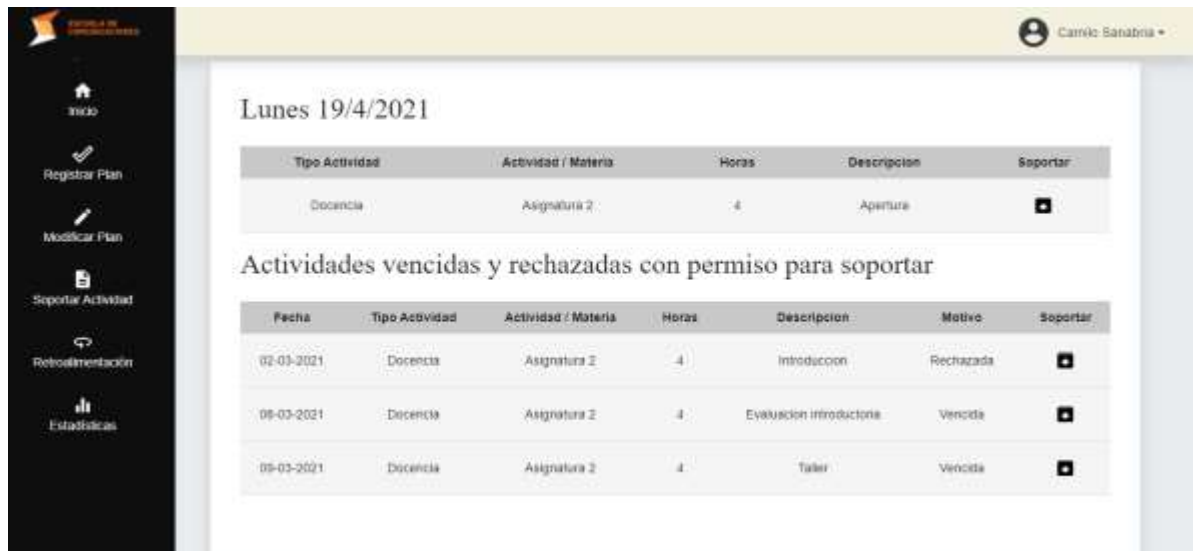 ESCUELA DE
COMUNICACIONES
Camilo Sanabria
Inicio
Registrar Plan
Modificar Plan
Soportar Actividad
Retroalimentación
Estadísticas
Lunes 19/4/2021
Tipo Actividad Actividad / Materia Horas Descripcion Soportar
Docencia Asignatura 2 4 Apertura
Actividades vencidas y rechazadas con permiso para soportar
Fecha Tipo Actividad Actividad / Materia Horas Descripcion Motivo Soportar
02-03-2021 Docencia Asignatura 2 4 Introduccion Rechazada
08-03-2021 Docencia Asignatura 2 4 Evaluacion introductoria Vencida
09-03-2021 Docencia Asignatura 2 4 Taller Vencida